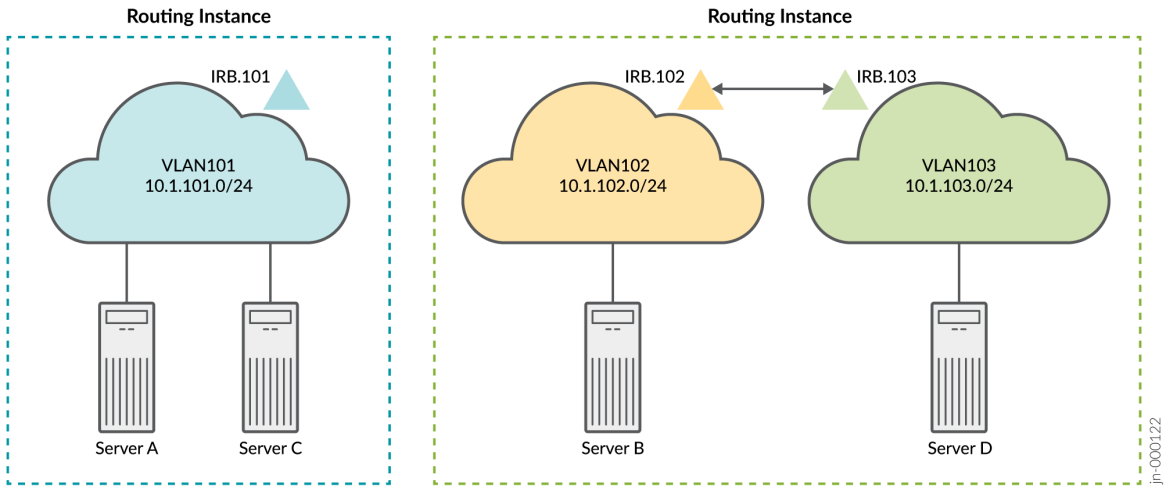 Routing Instance
Routing Instance
IRB.101
IRB.102
IRB.103
VLAN101
10.1.101.0/24
VLAN102
10.1.102.0/24
VLAN103
10.1.103.0/24
Server A
Server C
Server B
Server D
jn-000122